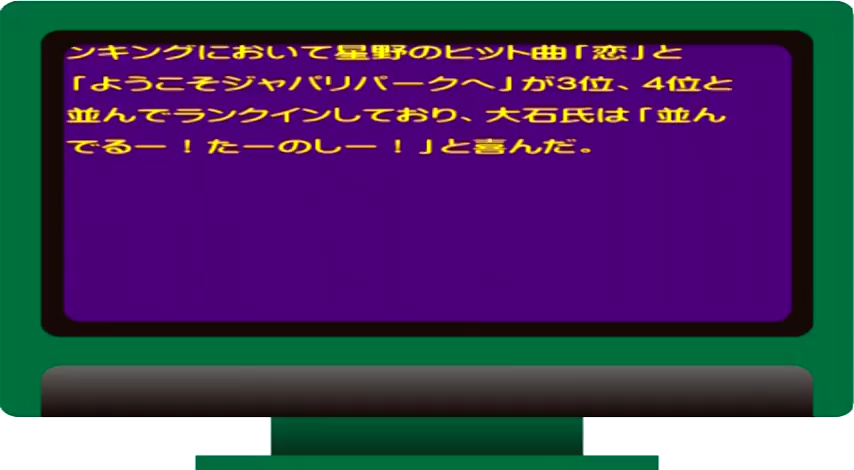 ンキングにおいて星野のヒット曲「恋」と
「ようこそジャパリパークへ」が3位、4位と
並んでランクインしており、大石氏は「並ん
でるー！たーのしー！」と喜んだ。